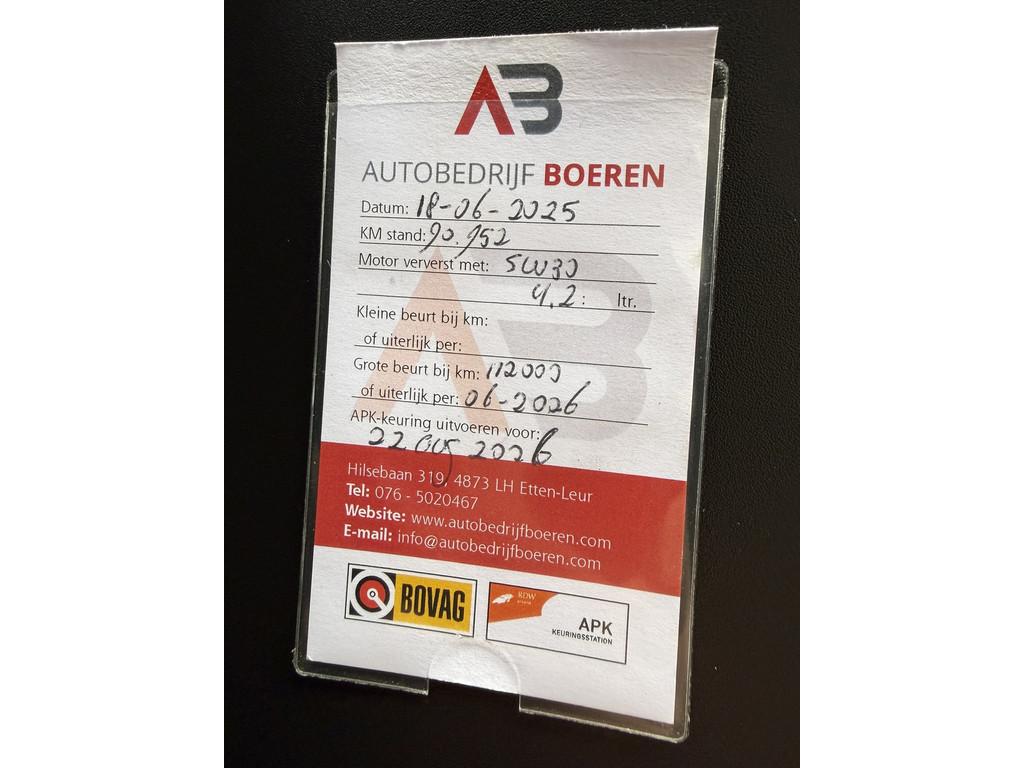 AB
AUTOBEDRIJF BOEREN
Datum: 18-06-2025
KM stand: 90.952
Motor ververst met: 5W30
4,2: ltr.
Kleine beurt bij km:
of uiterlijk per:
Grote beurt bij km: 112000
of uiterlijk per: 06-2026
APK-keuring uitvoeren voor:
22 aug 2026
Hilsebaan 319, 4873 LH Etten-Leur
Tel: 076 - 5020467
Website: www.autobedrijfboeren.com
E-mail: info@autobedrijfboeren.com
BOVAG
RDW
APK
KEURINGSSTATION